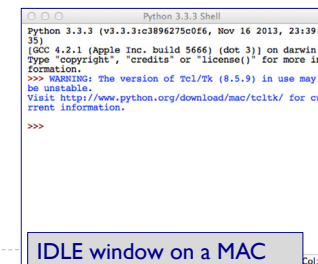 Python 3.3.3 Shell
Python 3.3.3 (v3.3.3:c3896275c0f6, Nov 16 2013, 23:39:
35)
[GCC 4.2.1 (Apple Inc. build 5666) (dot 3)] on darwin
Type "copyright", "credits" or "license()" for more in
formation.
>>> WARNING: The version of Tcl/Tk (8.5.9) in use may
be unstable.
Visit http://www.python.org/download/mac/tcltk/ for cu
rrent information.
>>>
IDLE window on a MAC
Col: